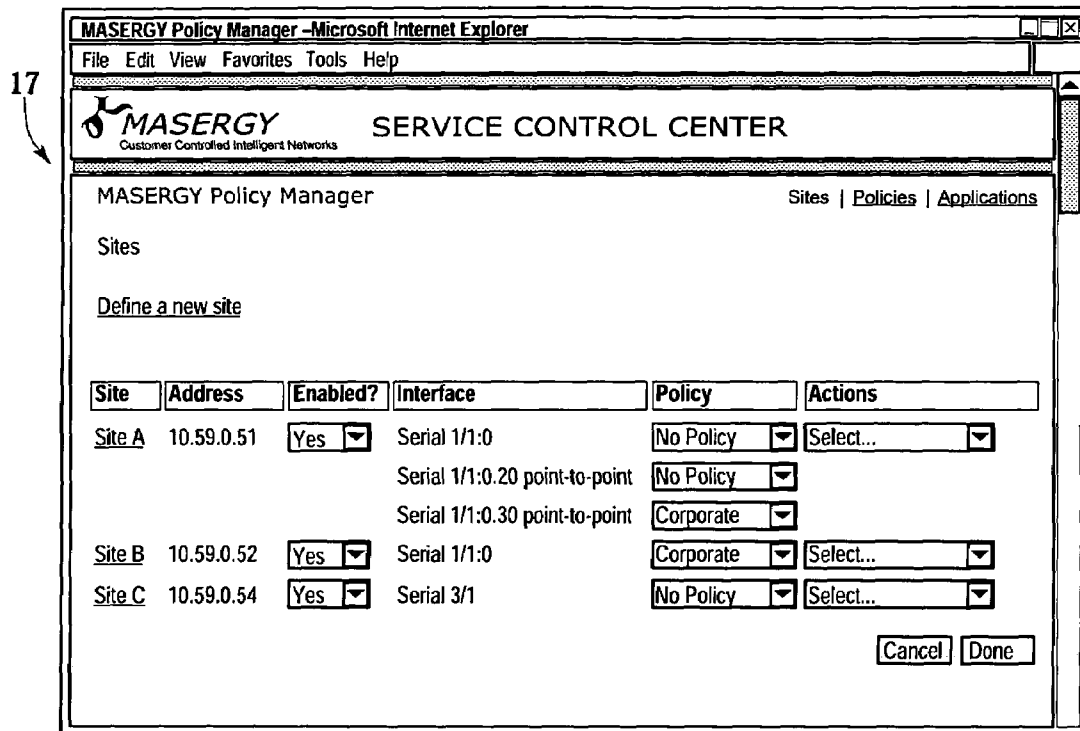 MASERGY Policy Manager –Microsoft Internet Explorer
File Edit View Favorites Tools Help
17
MASERGY
Customer Controlled Intelligent Networks
SERVICE CONTROL CENTER
MASERGY Policy Manager
Sites | Policies | Applications
Sites
Define a new site
Site Address Enabled? Interface Policy Actions
Site A 10.59.0.51 Yes Serial 1/1:0 No Policy Select...
Serial 1/1:0.20 point-to-point No Policy
Serial 1/1:0.30 point-to-point Corporate
Site B 10.59.0.52 Yes Serial 1/1:0 Corporate Select...
Site C 10.59.0.54 Yes Serial 3/1 No Policy Select...
Cancel Done